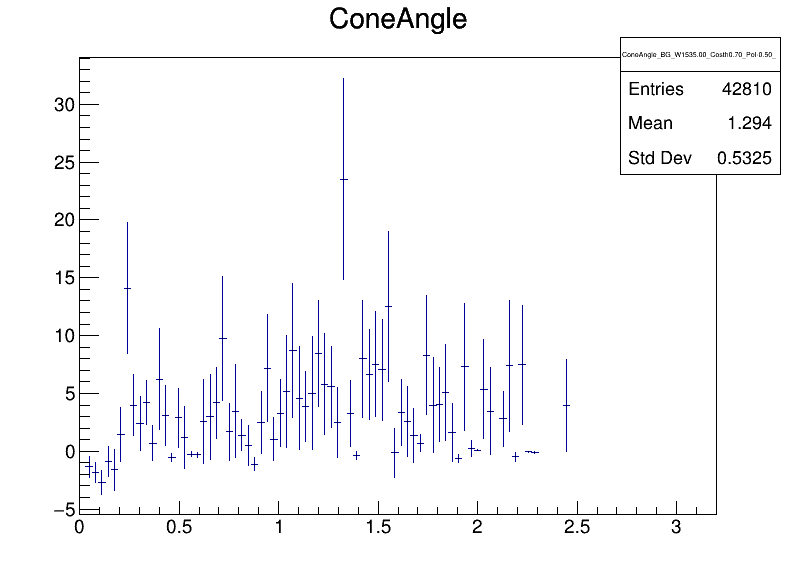 ConeAngle
ConeAngle_BG_W1535.00_Costh0.70_Pol-0.50_
Entries 42810
Mean 1.294
Std Dev 0.5325
30
25
20
15
10
5
0
−5
0 0.5 1 1.5 2 2.5 3